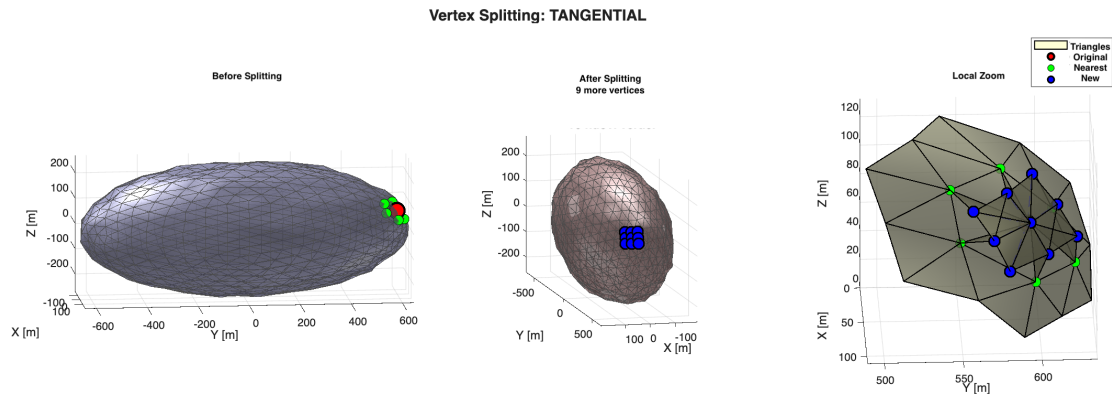 Vertex Splitting: TANGENTIAL
Before Splitting
200
100
0
-100
-200
Z [m]
-100
0
100
X [m]
-600
-400
-200
0
200
400
600
Y [m]
After Splitting
9 more vertices
200
100
0
-100
-200
Z [m]
-500
0
500
Y [m]
100
0
-100
X [m]
Local Zoom
Triangles
Original
Nearest
New
120
100
80
60
40
20
0
Z [m]
0
50
100
X [m]
500
550
600
Y [m]